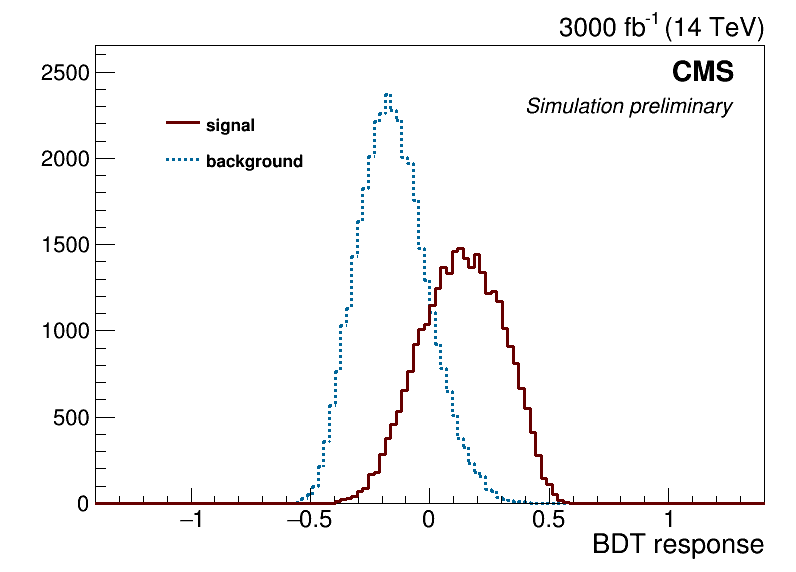 3000 fb-1 (14 TeV)
CMS
Simulation preliminary
signal
background
2500
2000
1500
1000
500
0
−1 −0.5 0 0.5 1
BDT response